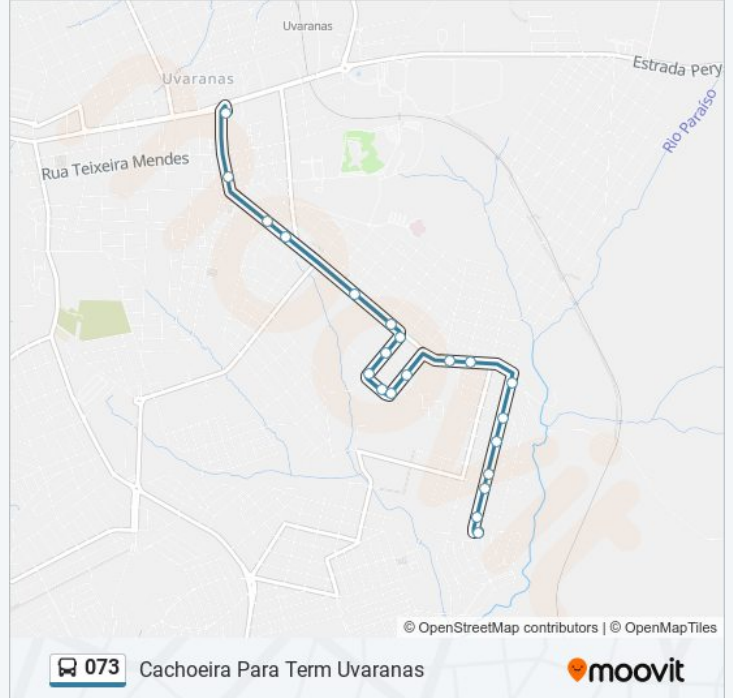 Uvaranas
Uvaranas
Estrada Pery
Rio Paraíso
Rua Teixeira Mendes
© OpenStreetMap contributors | © OpenMapTiles
073 Cachoeira Para Term Uvaranas
moovit